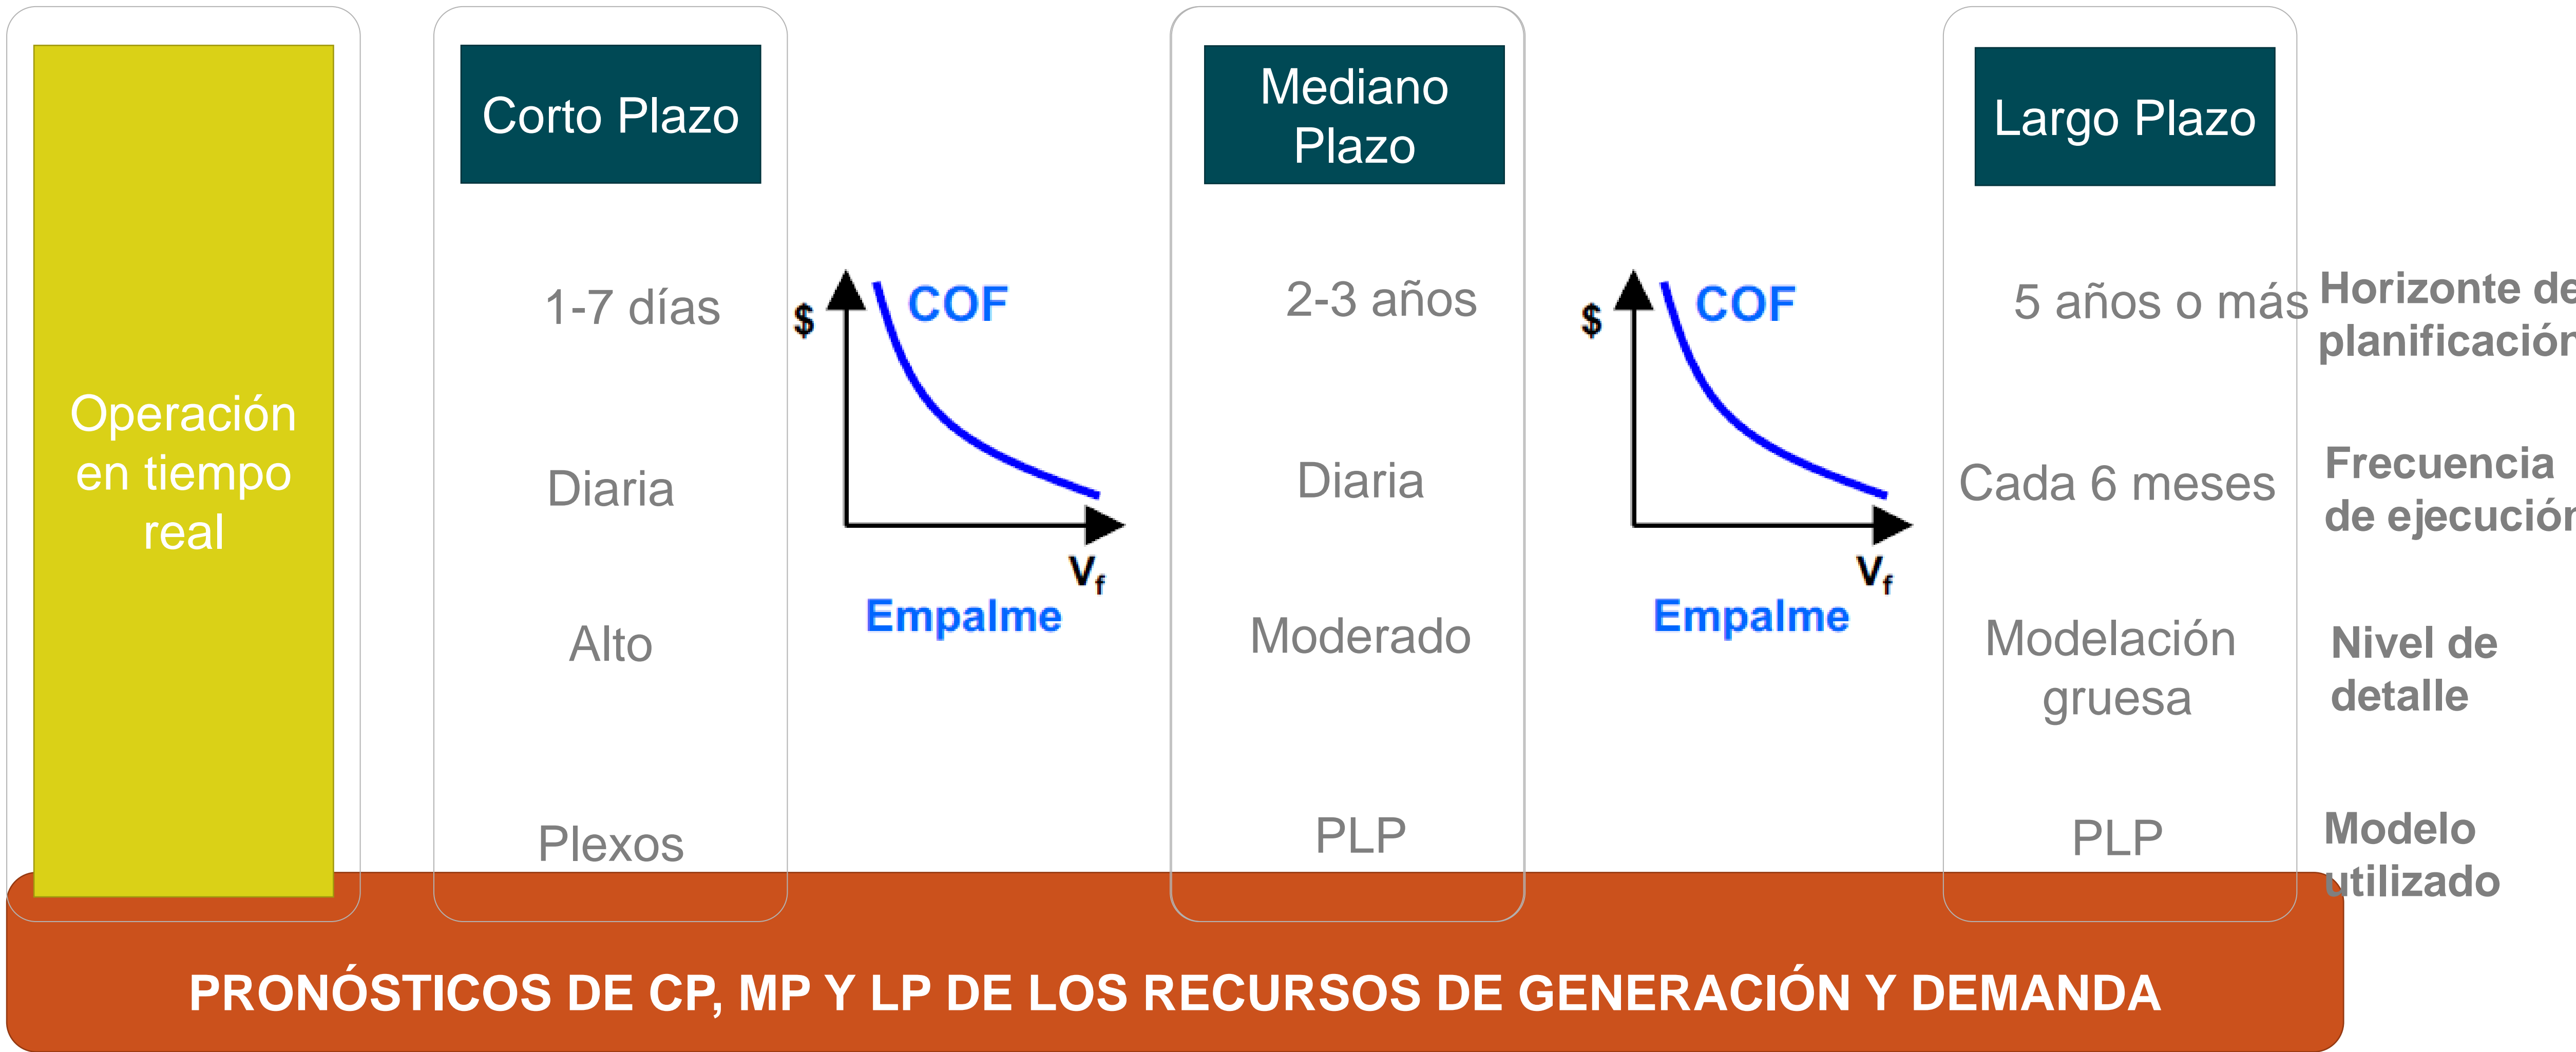 Operación
en tiempo
real
Corto Plazo
1-7 días
Diaria
Alto
Plexos
$
COF
Vf
Empalme
Mediano
Plazo
2-3 años
Diaria
Moderado
PLP
$
COF
Vf
Empalme
Largo Plazo
5 años o más
Cada 6 meses
Modelación
gruesa
PLP
Horizonte de
planificación
Frecuencia
de ejecución
Nivel de
detalle
Modelo
utilizado
PRONÓSTICOS DE CP, MP Y LP DE LOS RECURSOS DE GENERACIÓN Y DEMANDA